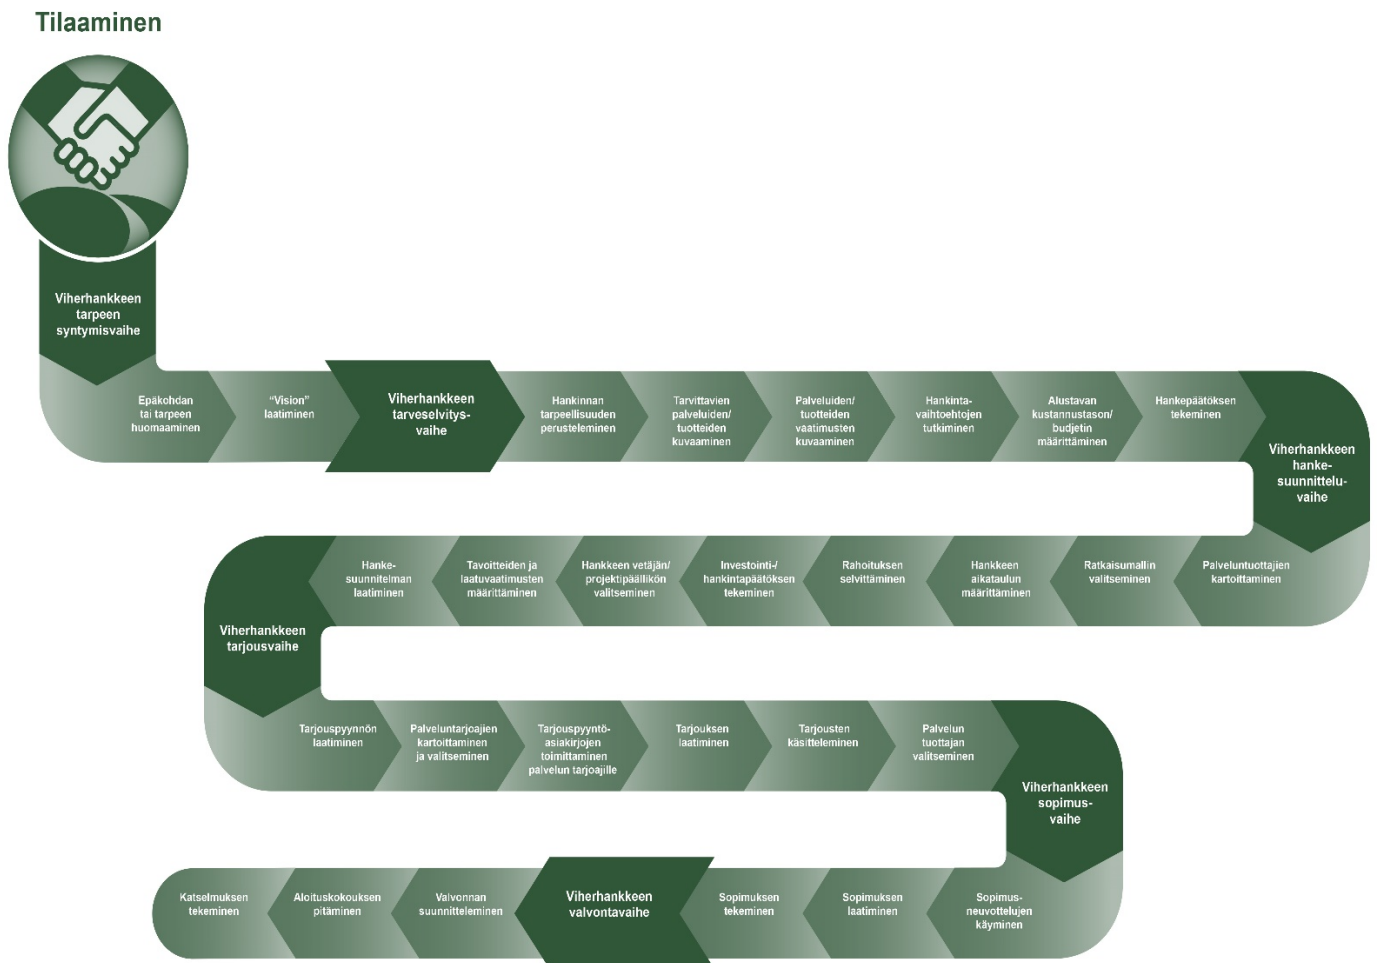 Tilaaminen
Viherhankkeen
tarpeen
syntymisvaihe
Epäkohdan
tai tarpeen
huomaaminen
“Vision”
laatiminen
Viherhankkeen
tarveselvitys-
vaihe
Hankinnan
tarpeellisuuden
perusteleminen
Tarvittavien
palveluiden/
tuotteiden
kuvaaminen
Palveluiden/
tuotteiden
vaatimusten
kuvaaminen
Hankinta-
vaihtoehtojen
tutkiminen
Alustavan
kustannustason/
budjetin
määrittäminen
Hankepäätöksen
tekeminen
Viherhankkeen
hanke-
suunnittelu-
vaihe
Palveluntuottajien
kartoittaminen
Ratkaisumallin
valitseminen
Hankkeen
aikataulun
määrittäminen
Rahoituksen
selvittäminen
Investointi-/
hankintapäätöksen
tekeminen
Hankkeen vetäjän/
projektipäällikön
valitseminen
Tavoitteiden ja
laatuvaatimusten
määrittäminen
Hanke-
suunnitelman
laatiminen
Viherhankkeen
tarjousvaihe
Tarjouspyynnön
laatiminen
Palveluntarjoajien
kartoittaminen
ja valitseminen
Tarjouspyyntö-
asiakirjojen
toimittaminen
palvelun tarjoajille
Tarjouksen
laatiminen
Tarjousten
käsitteleminen
Palvelun
tuottajan
valitseminen
Viherhankkeen
sopimus-
vaihe
Sopimus-
neuvottelujen
käyminen
Sopimuksen
laatiminen
Sopimuksen
tekeminen
Viherhankkeen
valvontavaihe
Valvonnan
suunnitteleminen
Aloituskokouksen
pitäminen
Katselmuksen
tekeminen